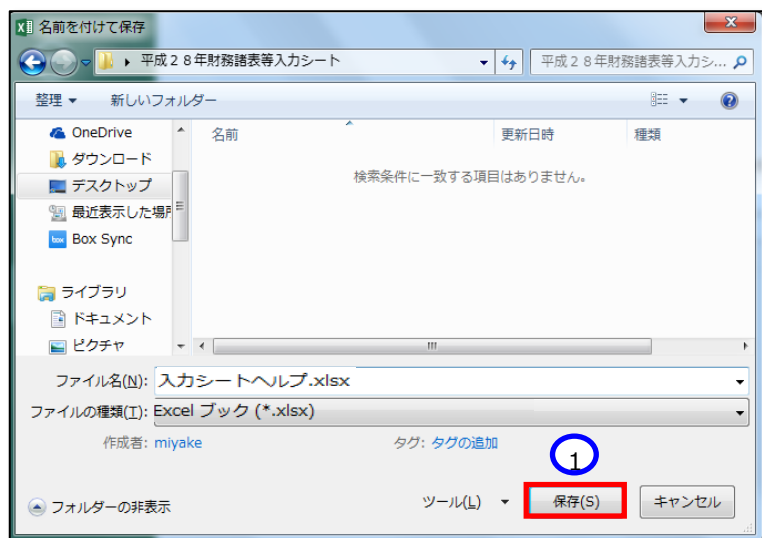 名前を付けて保存
平成２８年財務諸表等入力シート
平成２８年財務諸表等入力シ...
整理
新しいフォルダー
OneDrive
ダウンロード
デスクトップ
最近表示した場所
Box Sync
ライブラリ
ドキュメント
ピクチャ
名前 更新日時 種類
検索条件に一致する項目はありません。
ファイル名(N): 入力シートヘルプ.xlsx
ファイルの種類(T): Excel ブック (*.xlsx)
作成者: miyake タグ: タグの追加
1
フォルダーの非表示 ツール(L) 保存(S) キャンセル